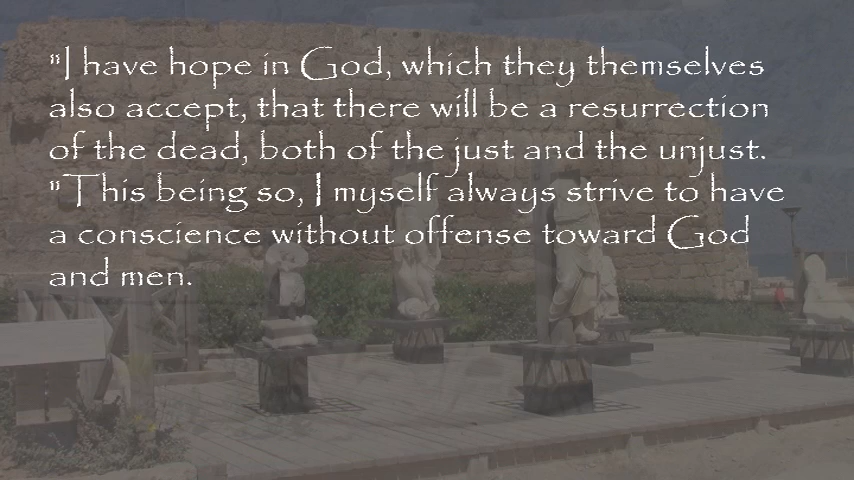 "I have hope in God, which they themselves
also accept, that there will be a resurrection
of the dead, both of the just and the unjust.
"This being so, I myself always strive to have
a conscience without offense toward God
and men.